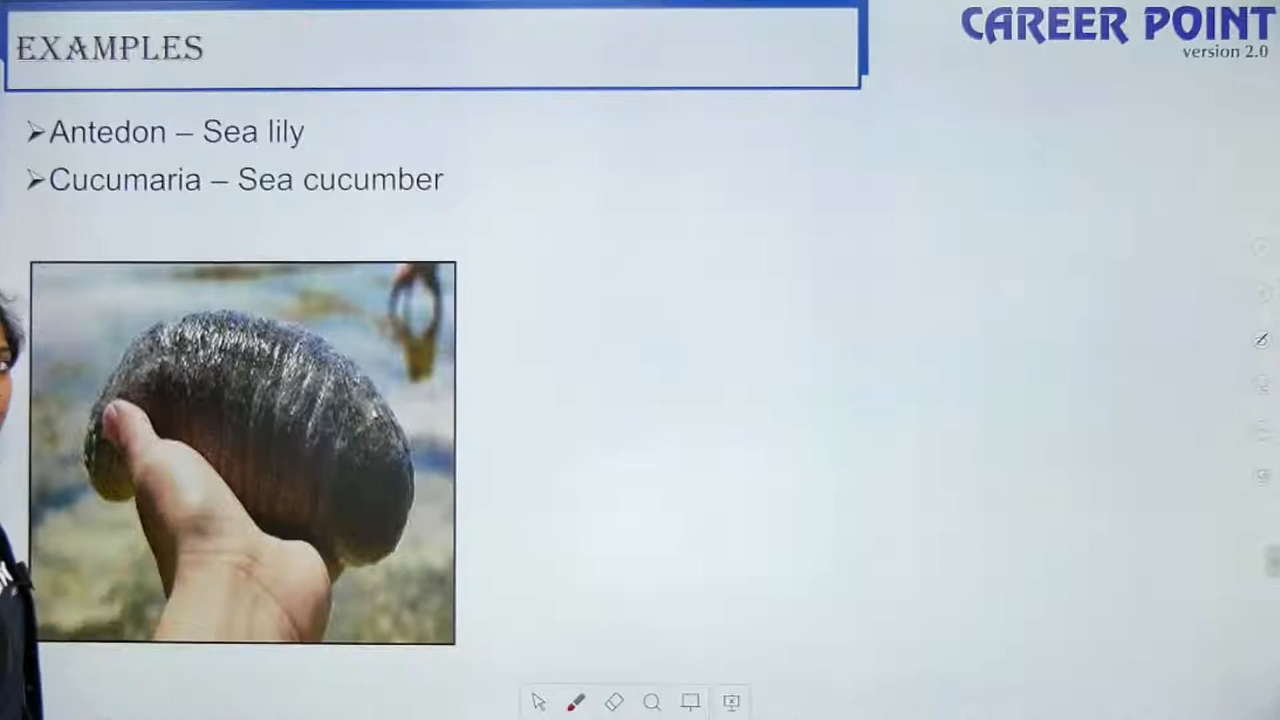 EXAMPLES
CAREER POINT
version 2.0
➢Antedon – Sea lily
➢Cucumaria – Sea cucumber